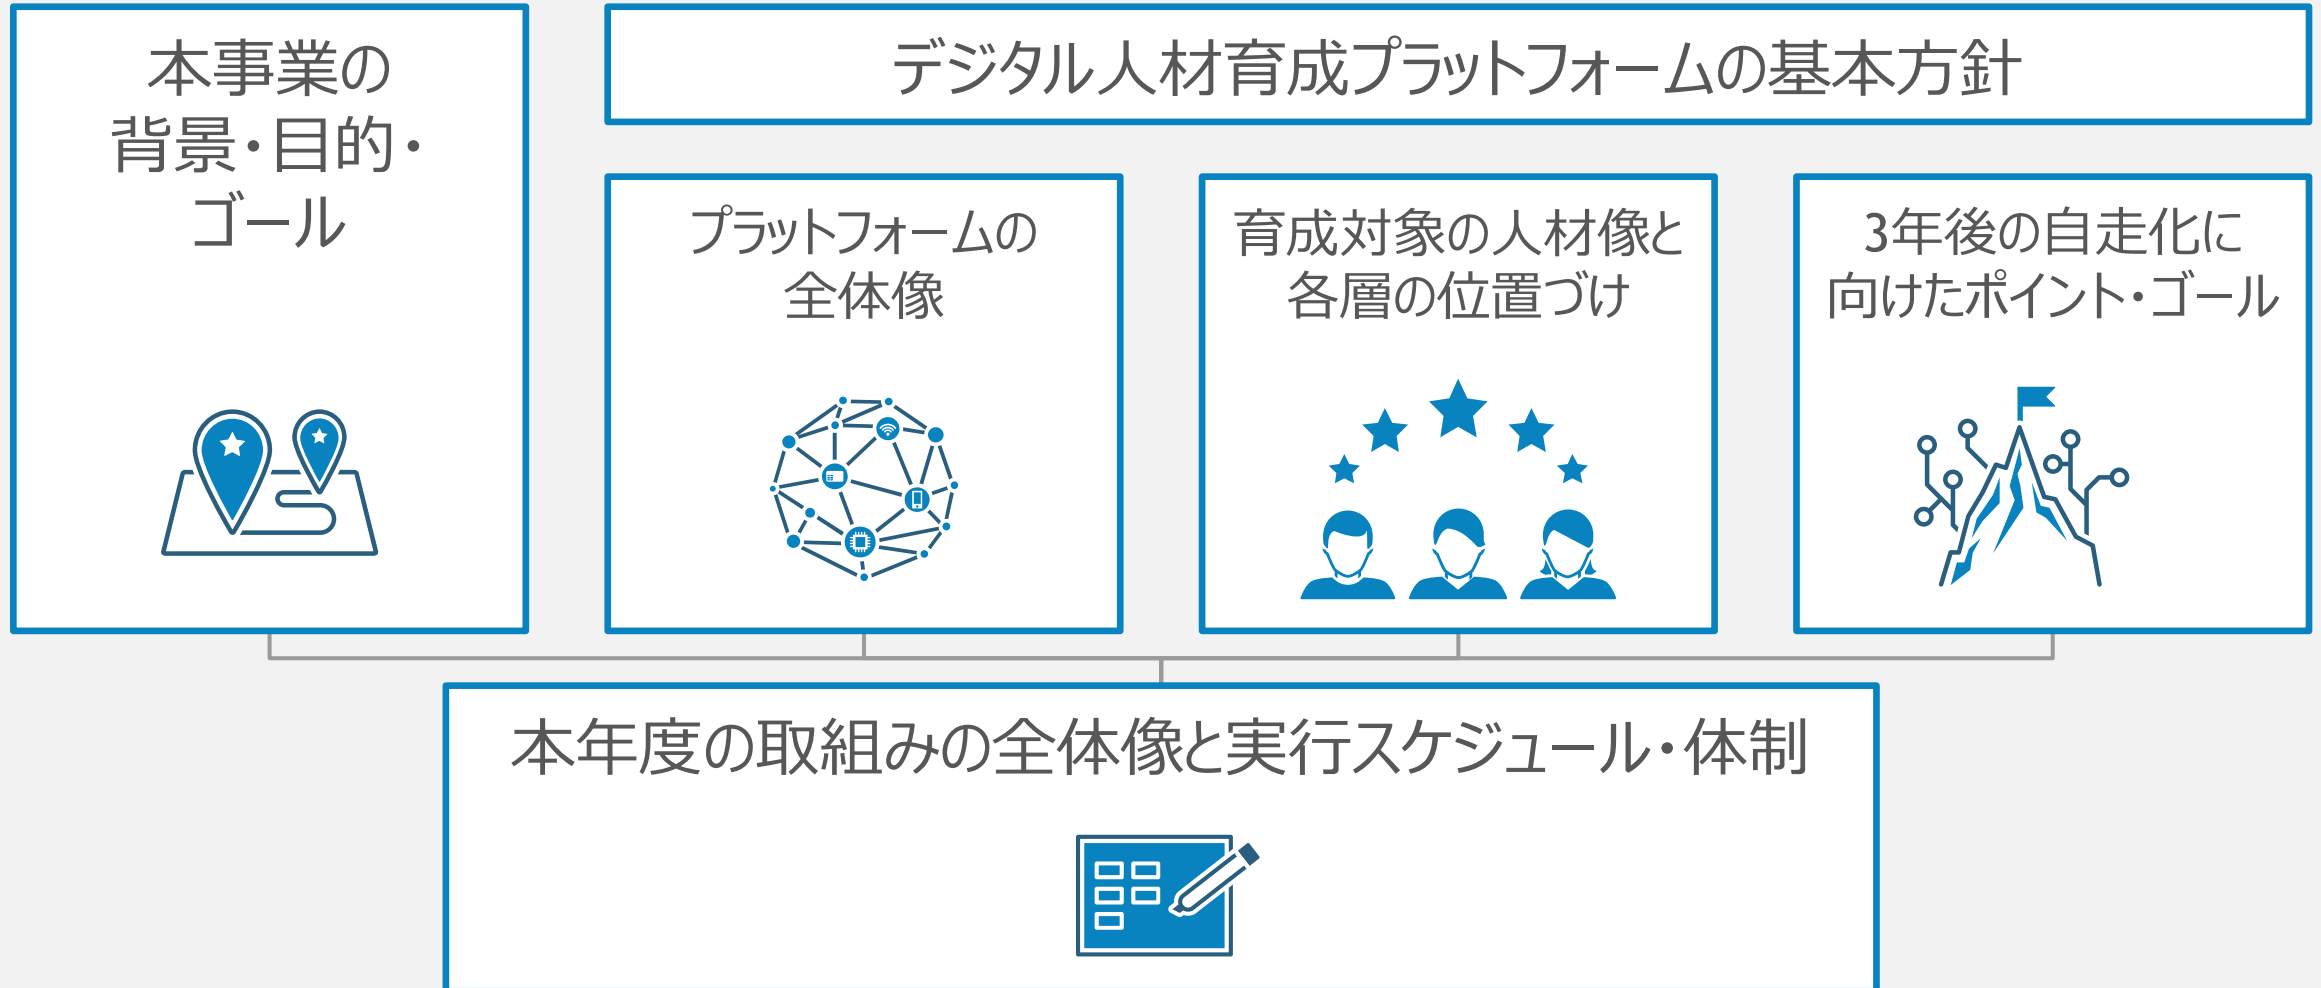 本事業の
背景・目的・
ゴール
デジタル人材育成プラットフォームの基本方針
プラットフォームの
全体像
育成対象の人材像と
各層の位置づけ
3年後の自走化に
向けたポイント・ゴール
本年度の取組みの全体像と実行スケジュール・体制